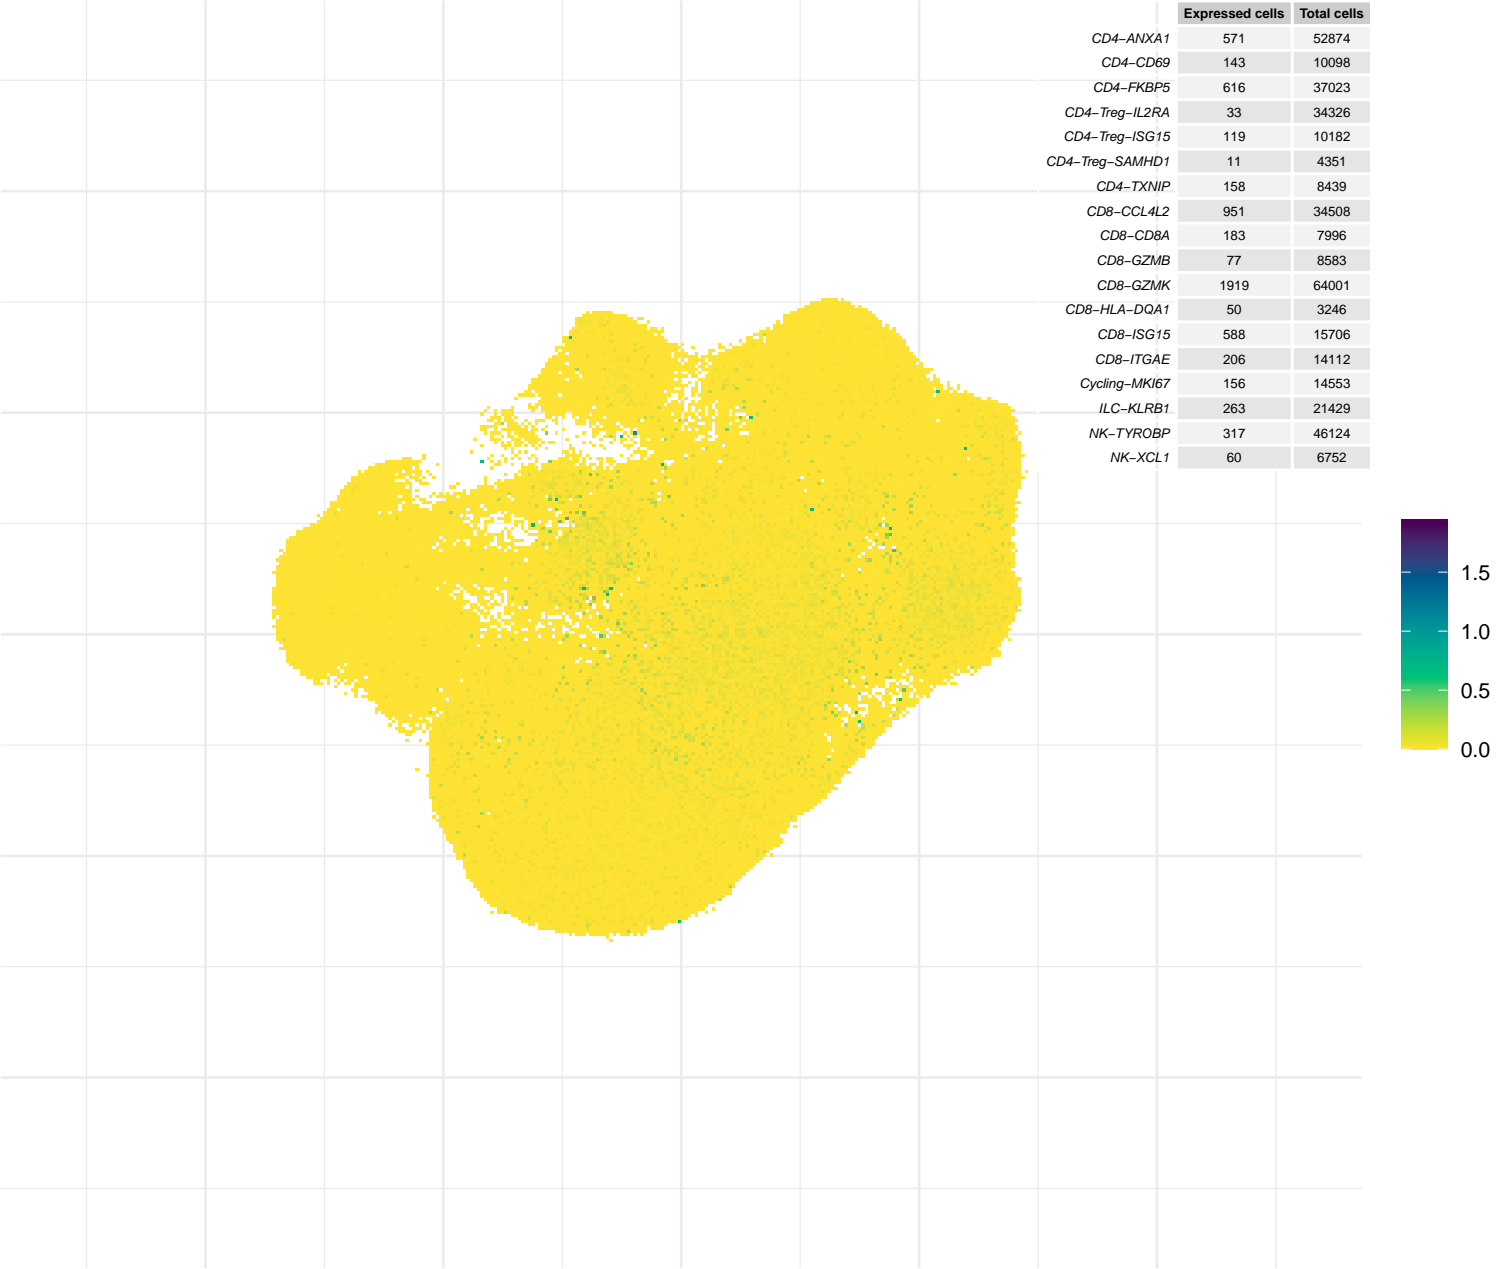 Expressed cells Total cells
CD4−ANXA1 571 52874
CD4−CD69 143 10098
CD4−FKBP5 616 37023
CD4−Treg−IL2RA 33 34326
CD4−Treg−ISG15 119 10182
CD4−Treg−SAMHD1 11 4351
CD4−TXNIP 158 8439
CD8−CCL4L2 951 34508
CD8−CD8A 183 7996
CD8−GZMB 77 8583
CD8−GZMK 1919 64001
CD8−HLA−DQA1 50 3246
CD8−ISG15 588 15706
CD8−ITGAE 206 14112
Cycling−MKI67 156 14553
ILC−KLRB1 263 21429
NK−TYROBP 317 46124
NK−XCL1 60 6752
1.5
1.0
0.5
0.0